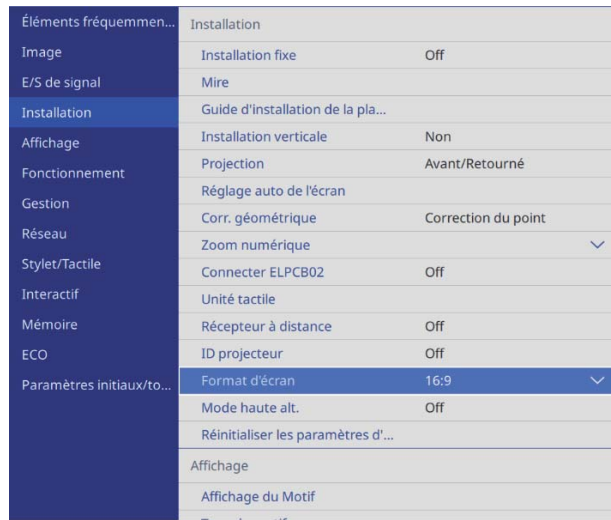 Éléments fréquemmen...
Image
E/S de signal
Installation
Affichage
Fonctionnement
Gestion
Réseau
Stylet/Tactile
Interactif
Mémoire
ECO
Paramètres initiaux/to...
Installation
Installation fixe Off
Mire
Guide d'installation de la pla...
Installation verticale Non
Projection Avant/Retourné
Réglage auto de l'écran
Corr. géométrique Correction du point
Zoom numérique
Connecter ELPCB02 Off
Unité tactile
Récepteur à distance Off
ID projecteur Off
Format d'écran 16:9
Mode haute alt. Off
Réinitialiser les paramètres d'...
Affichage
Affichage du Motif